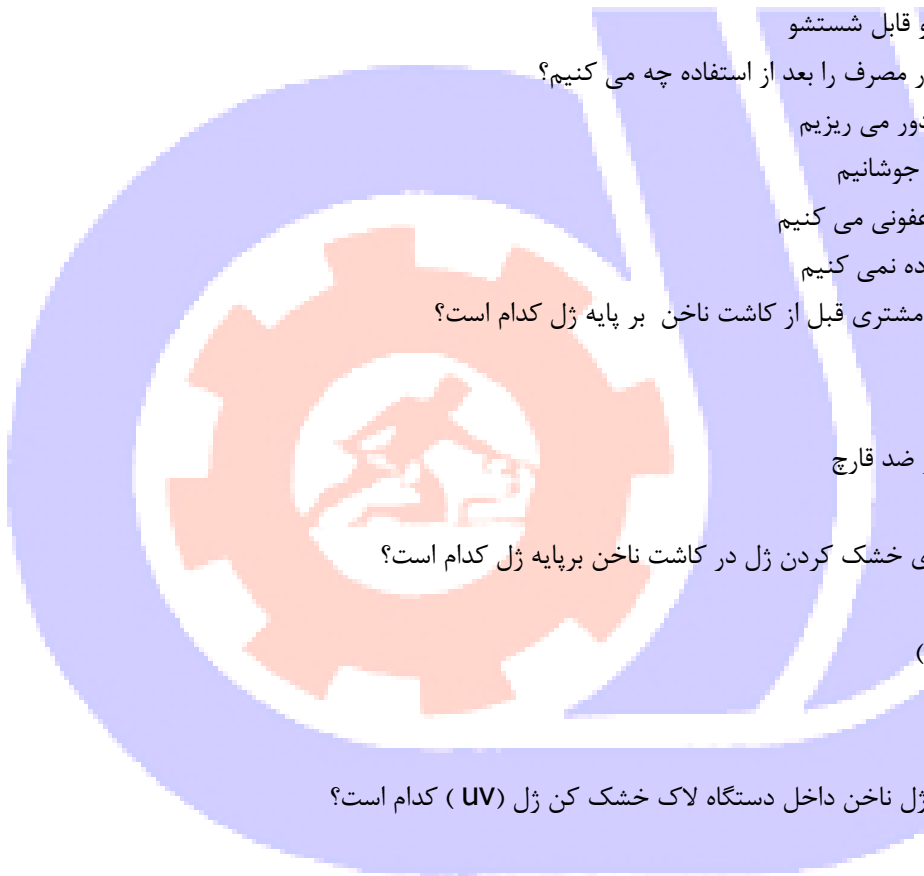 و قابل شستشو
ر مصرف را بعد از استفاده چه می کنیم؟
دور می ریزیم
جوشانیم
عفونی می کنیم
ده نمی کنیم
مشتری قبل از کاشت ناخن بر پایه ژل کدام است؟
ضد قارچ
ی خشک کردن ژل در کاشت ناخن برپایه ژل کدام است؟
)
ژل ناخن داخل دستگاه لاک خشک کن ژل (uv ) کدام است؟